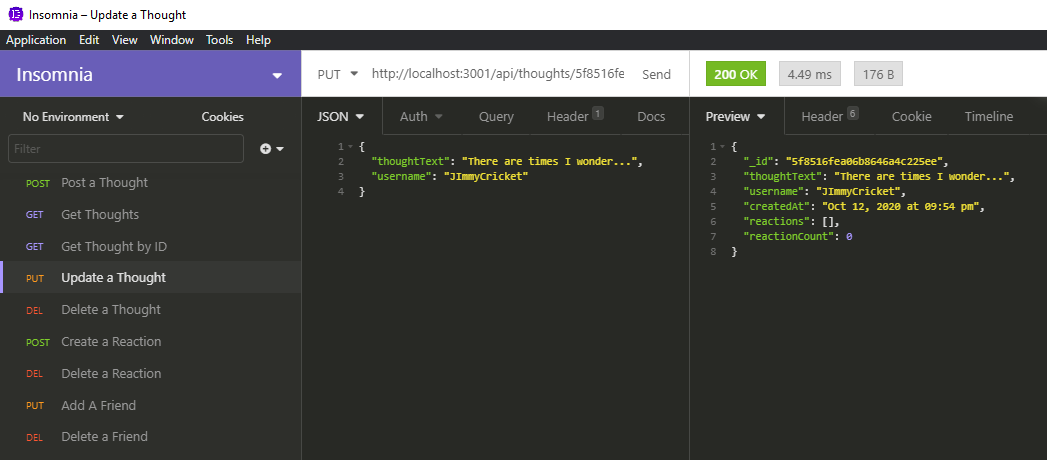 Insomnia – Update a Thought
Application Edit View Window Tools Help
Insomnia
PUT http://localhost:3001/api/thoughts/5f8516fe Send
200 OK 4.49 ms 176 B
No Environment Cookies
Filter
POST Post a Thought
GET Get Thoughts
GET Get Thought by ID
PUT Update a Thought
DEL Delete a Thought
POST Create a Reaction
DEL Delete a Reaction
PUT Add A Friend
DEL Delete a Friend
JSON Auth Query Header 1 Docs
1 {
2 "thoughtText": "There are times I wonder...",
3 "username": "JImmyCricket"
4 }
Preview Header 6 Cookie Timeline
1 {
2 "_id": "5f8516fea06b8646a4c225ee",
3 "thoughtText": "There are times I wonder...",
4 "username": "JImmyCricket",
5 "createdAt": "Oct 12, 2020 at 09:54 pm",
6 "reactions": [],
7 "reactionCount": 0
8 }